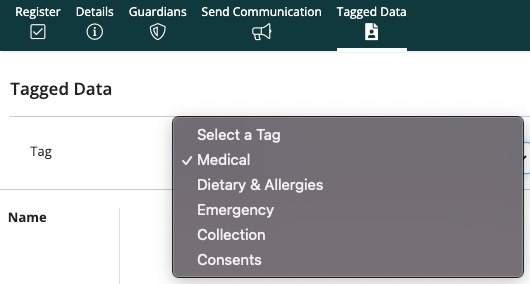 Register Details Guardians Send Communication Tagged Data
Tagged Data
Tag
Select a Tag
✓ Medical
Dietary & Allergies
Emergency
Collection
Consents
Name